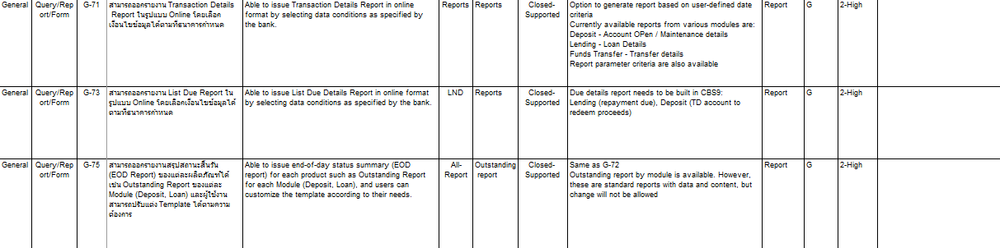 General
Query/Rep
ort/Form
G-71
สามารถออกรายงาน Transaction Details
Report ในรูปแบบ Online โดยเลือก
เงื่อนไขข้อมูลได้ตามที่ธนาคารกำหนด
Able to issue Transaction Details Report in online
format by selecting data conditions as specified by
the bank.
Reports
Reports
Closed-
Supported
Option to generate report based on user-defined date
criteria
Currently available reports from various modules are:
Deposit - Account OPen / Maintenance details
Lending - Loan Details
Funds Transfer - Transfer details
Report parameter criteria are also available
Report
G
2-High
General
Query/Rep
ort/Form
G-73
สามารถออกรายงาน List Due Report ใน
รูปแบบ Online โดยเลือกเงื่อนไขข้อมูลได้
ตามที่ธนาคารกำหนด
Able to issue List Due Details Report in online format
by selecting data conditions as specified by the bank.
LND
Reports
Closed-
Supported
Due details report needs to be built in CBS9:
Lending (repayment due), Deposit (TD account to
redeem proceeds)
Report
G
2-High
General
Query/Rep
ort/Form
G-75
สามารถออกรายงานสรุปสถานะสิ้นวัน
(EOD Report) ของแต่ละผลิตภัณฑ์ได้
เช่น Outstanding Report ของแต่ละ
Module (Deposit, Loan) และผู้ใช้งาน
สามารถปรับแต่ง Template ได้ตามความ
ต้องการ
Able to issue end-of-day status summary (EOD
report) for each product such as Outstanding Report
for each Module (Deposit, Loan), and users can
customize the template according to their needs.
All-
Report
Outstanding
report
Closed-
Supported
Same as G-72
Outstanding report by module is available. However,
these are standard reports with data and content, but
change will not be allowed
Report
G
2-High